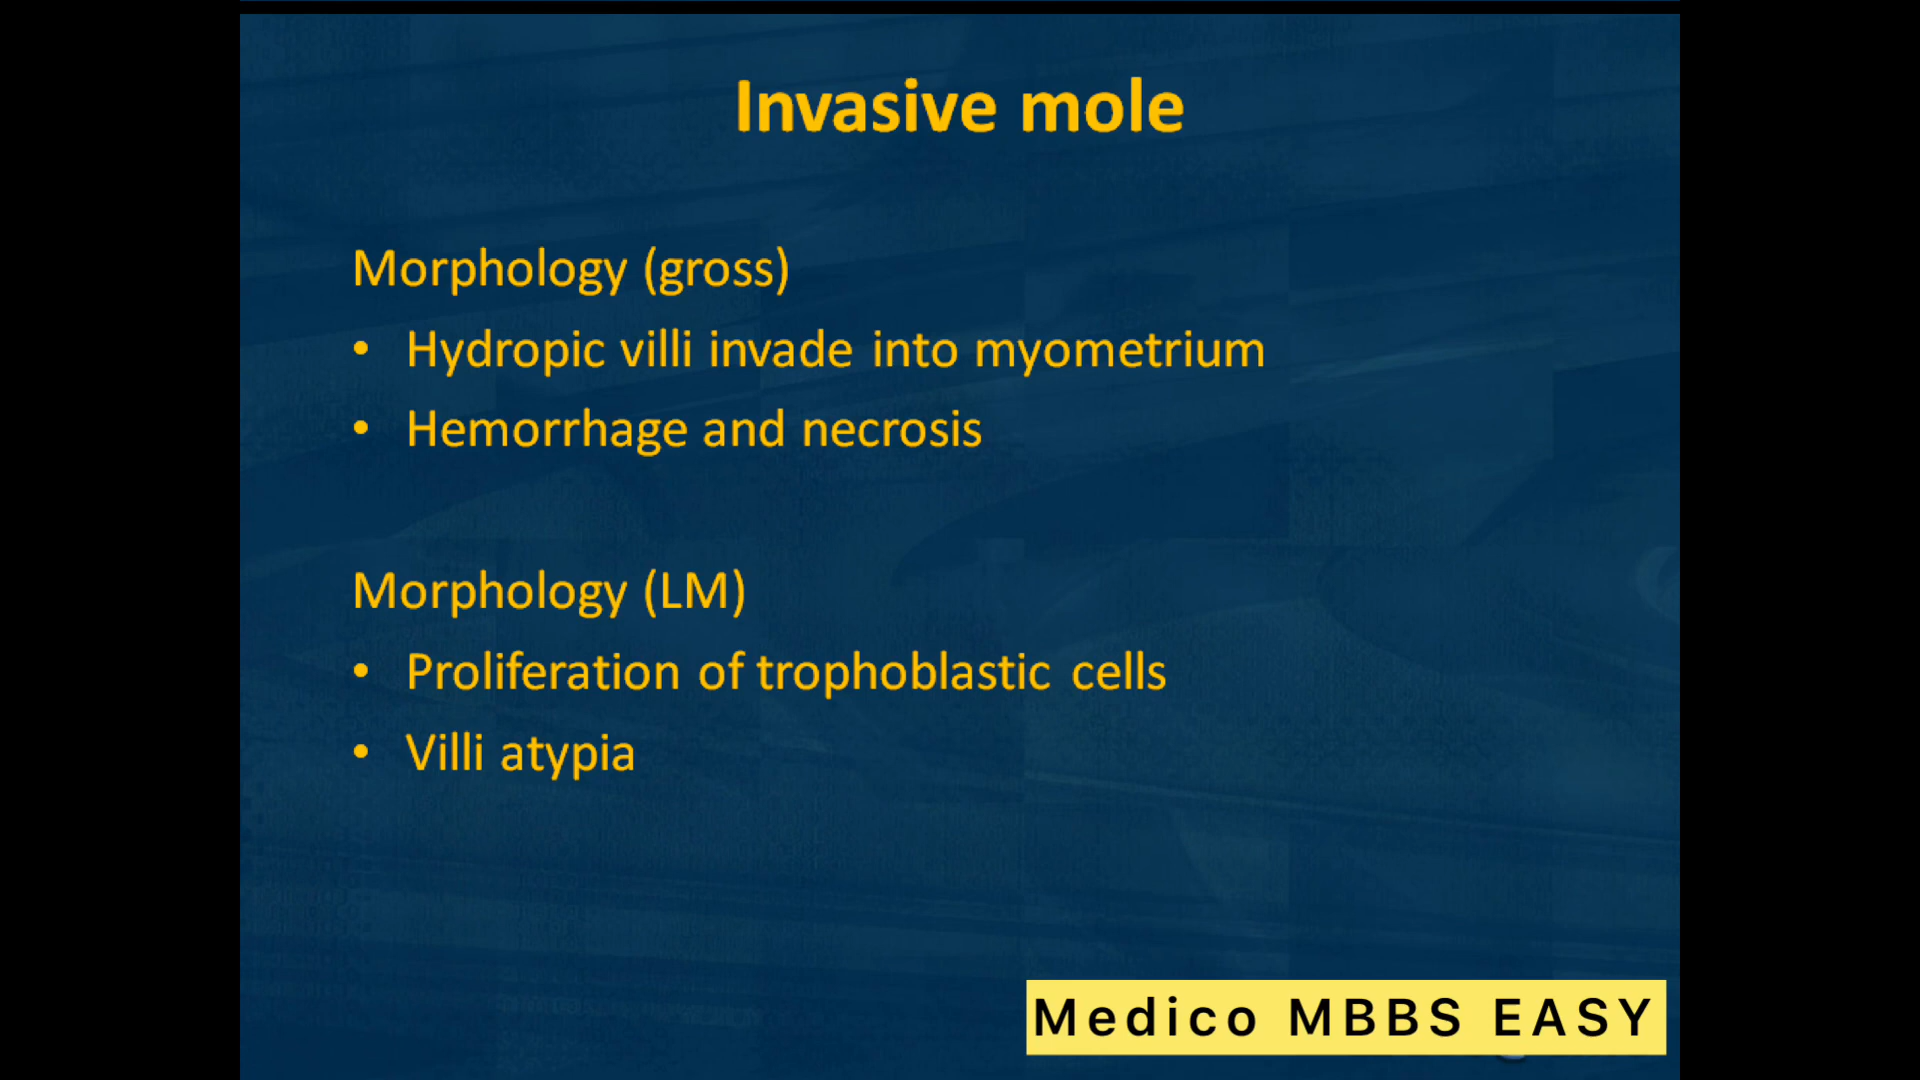 Invasive mole
Morphology (gross)
• Hydropic villi invade into myometrium
• Hemorrhage and necrosis
Morphology (LM)
• Proliferation of trophoblastic cells
• Villi atypia
Medico MBBS EASY